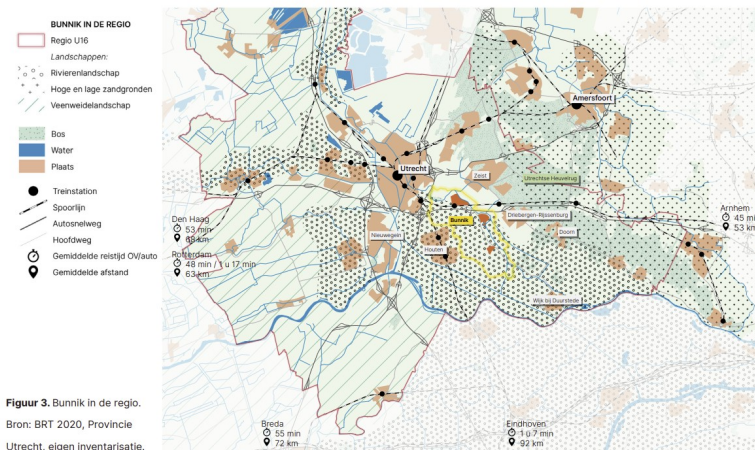 BUNNIK IN DE REGIO
Regio U16
Landschappen:
Rivierenlandschap
Hoge en lage zandgronden
Veenweidelandschap
Bos
Water
Plaats
Treinstation
Spoorlijn
Autosnelweg
Hoofdweg
Gemiddelde reistijd OV/auto
Gemiddelde afstand
Figuur 3. Bunnik in de regio.
Bron: BRT 2020, Provincie
Utrecht, eigen inventarisatie.
Amersfoort
Utrecht
Zeist
Utrechtse Heuvelrug
Bunnik
Driebergen-Rijssenburg
Doorn
Nieuwegein
Houten
Wijk bij Duurstede
Den Haag
53 min
68 km
Rotterdam
48 min / 1 u 17 min
63 km
Arnhem
45 min
53 km
Breda
55 min
72 km
Eindhoven
1 u 7 min
92 km